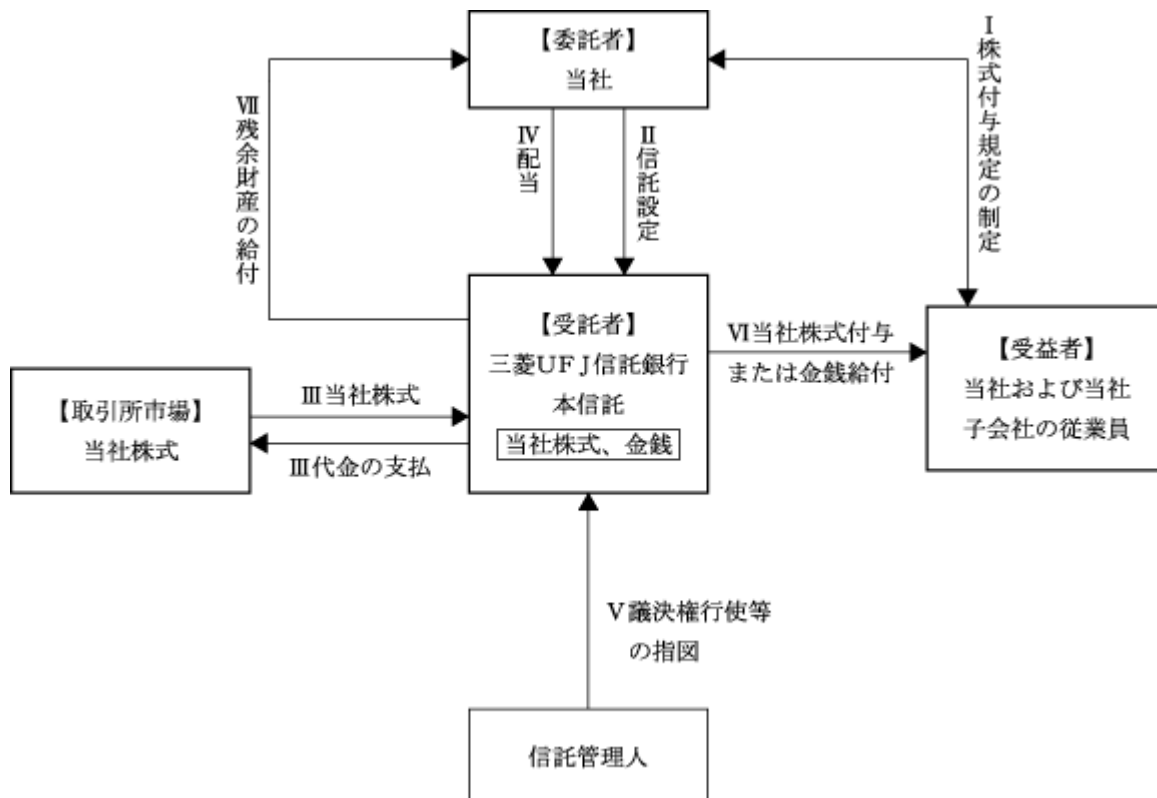 【委託者】
当社
Ⅰ株式付与規定の制定
Ⅶ残余財産の給付
Ⅳ配当
Ⅱ信託設定
【受託者】
三菱UFJ信託銀行
本信託
当社株式、金銭
Ⅵ当社株式付与
または金銭給付
【受益者】
当社および当社
子会社の従業員
【取引所市場】
当社株式
Ⅲ当社株式
Ⅲ代金の支払
Ⅴ議決権行使等
の指図
信託管理人